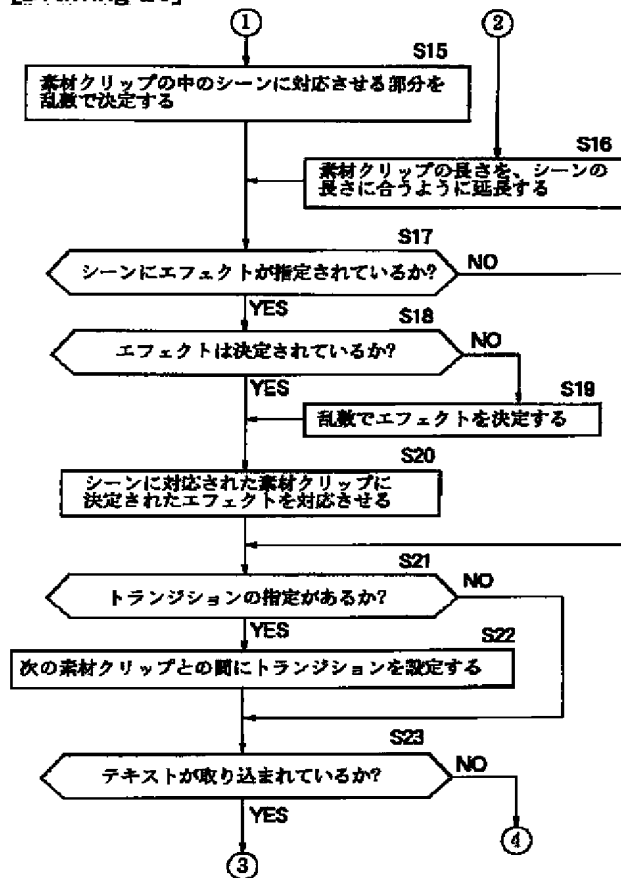 ①
②
S15
素材クリップの中のシーンに対応させる部分を
乱数で決定する
S16
素材クリップの長さを、シーンの
長さに合うように延長する
S17
シーンにエフェクトが指定されているか?
NO
YES
S18
エフェクトは決定されているか?
NO
YES
S19
乱数でエフェクトを決定する
S20
シーンに対応された素材クリップに
決定されたエフェクトを対応させる
S21
トランジションの指定があるか?
NO
YES
S22
次の素材クリップとの間にトランジションを設定する
S23
テキストが取り込まれているか?
NO
YES
④
③